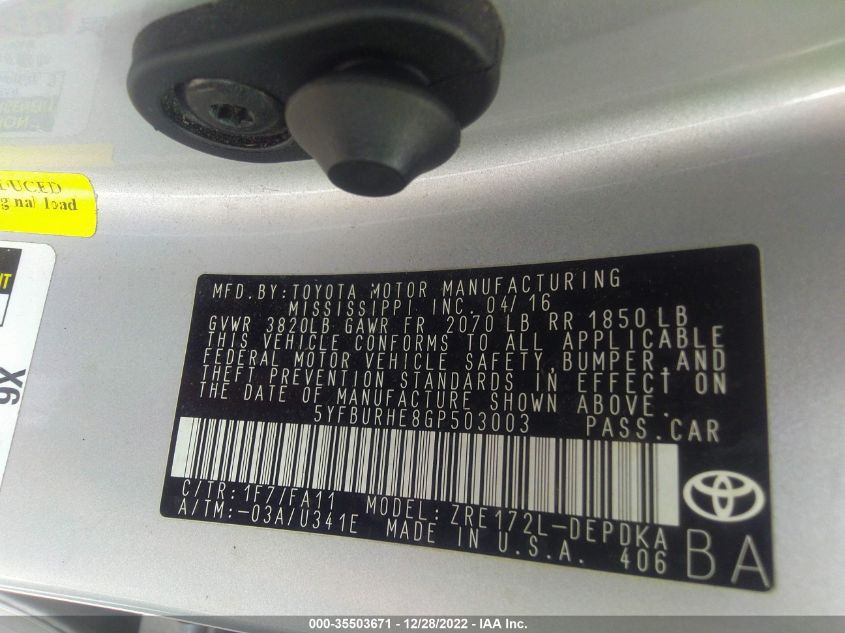 UCED
nal load
NT
9X
MFD.BY:TOYOTA MOTOR MANUFACTURING
MISSISSIPPI INC. 04/16
GVWR 3820LB GAWR FR 2070 LB RR 1850 LB
THIS VEHICLE CONFORMS TO ALL APPLICABLE
FEDERAL MOTOR VEHICLE SAFETY,BUMPER,AND
THEFT PREVENTION STANDARDS IN EFFECT ON
THE DATE OF MANUFACTURE SHOWN ABOVE.
5YFBURHE8GP503003 PASS.CAR
C/TR:1F7/FA11 MODEL:ZRE172L-DEPDKA
A/TM:-03A/U341E MADE IN U.S.A. 406
BA
000-35503671 - 12/28/2022 - IAA Inc.